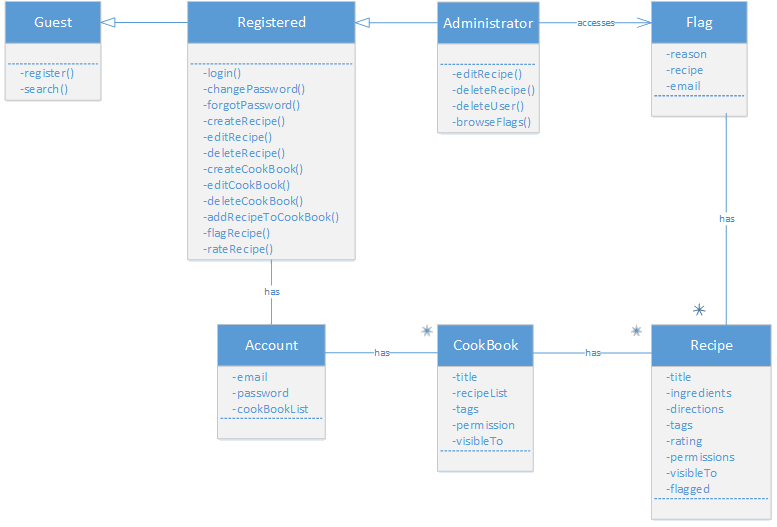 Guest
-register()
-search()
Registered
-login()
-changePassword()
-forgotPassword()
-createRecipe()
-editRecipe()
-deleteRecipe()
-createCookBook()
-editCookBook()
-deleteCookBook()
-addRecipeToCookBook()
-flagRecipe()
-rateRecipe()
Administrator
-editRecipe()
-deleteRecipe()
-deleteUser()
-browseFlags()
accesses
Flag
-reason
-recipe
-email
has
has
*
Account
-email
-password
-cookBookList
has
*
CookBook
-title
-recipeList
-tags
-permission
-visibleTo
has
*
Recipe
-title
-ingredients
-directions
-tags
-rating
-permissions
-visibleTo
-flagged